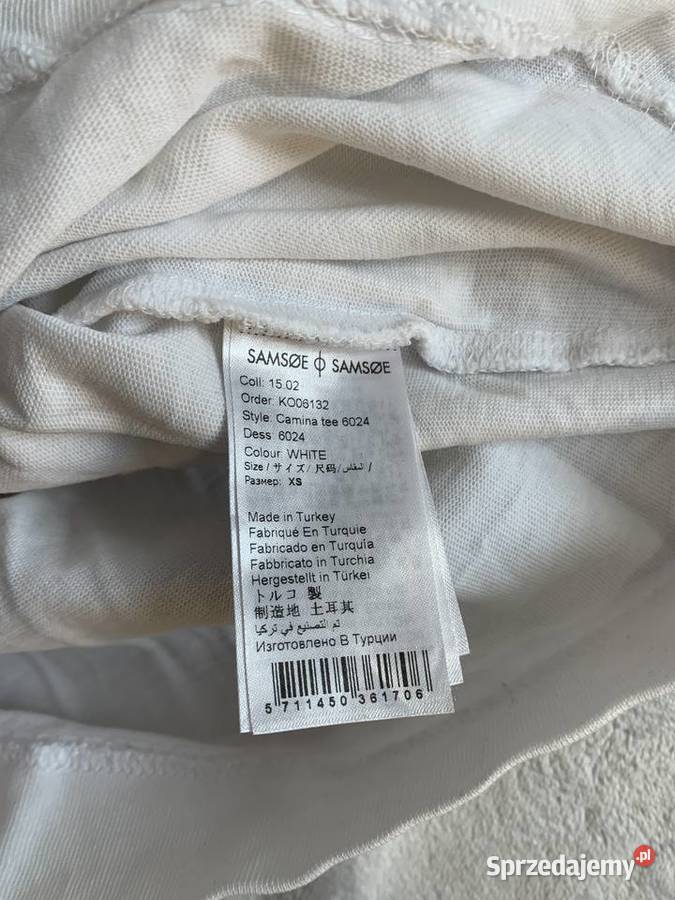 SAMSØE ϕ SAMSØE
Coll: 15.02
Order: KO06132
Style: Camina tee 6024
Dess: 6024
Colour: WHITE
Size / サイズ / 尺码 / المقاس /
Размер: XS
Made in Turkey
Fabriqué En Turquie
Fabricado en Turquía
Fabbricato in Turchia
Hergestellt in Türkei
トルコ 製
制造地 土耳其
تم التصنيع في تركيا
Изготовлено В Турции
5 711450 361706
Sprzedajemy.pl